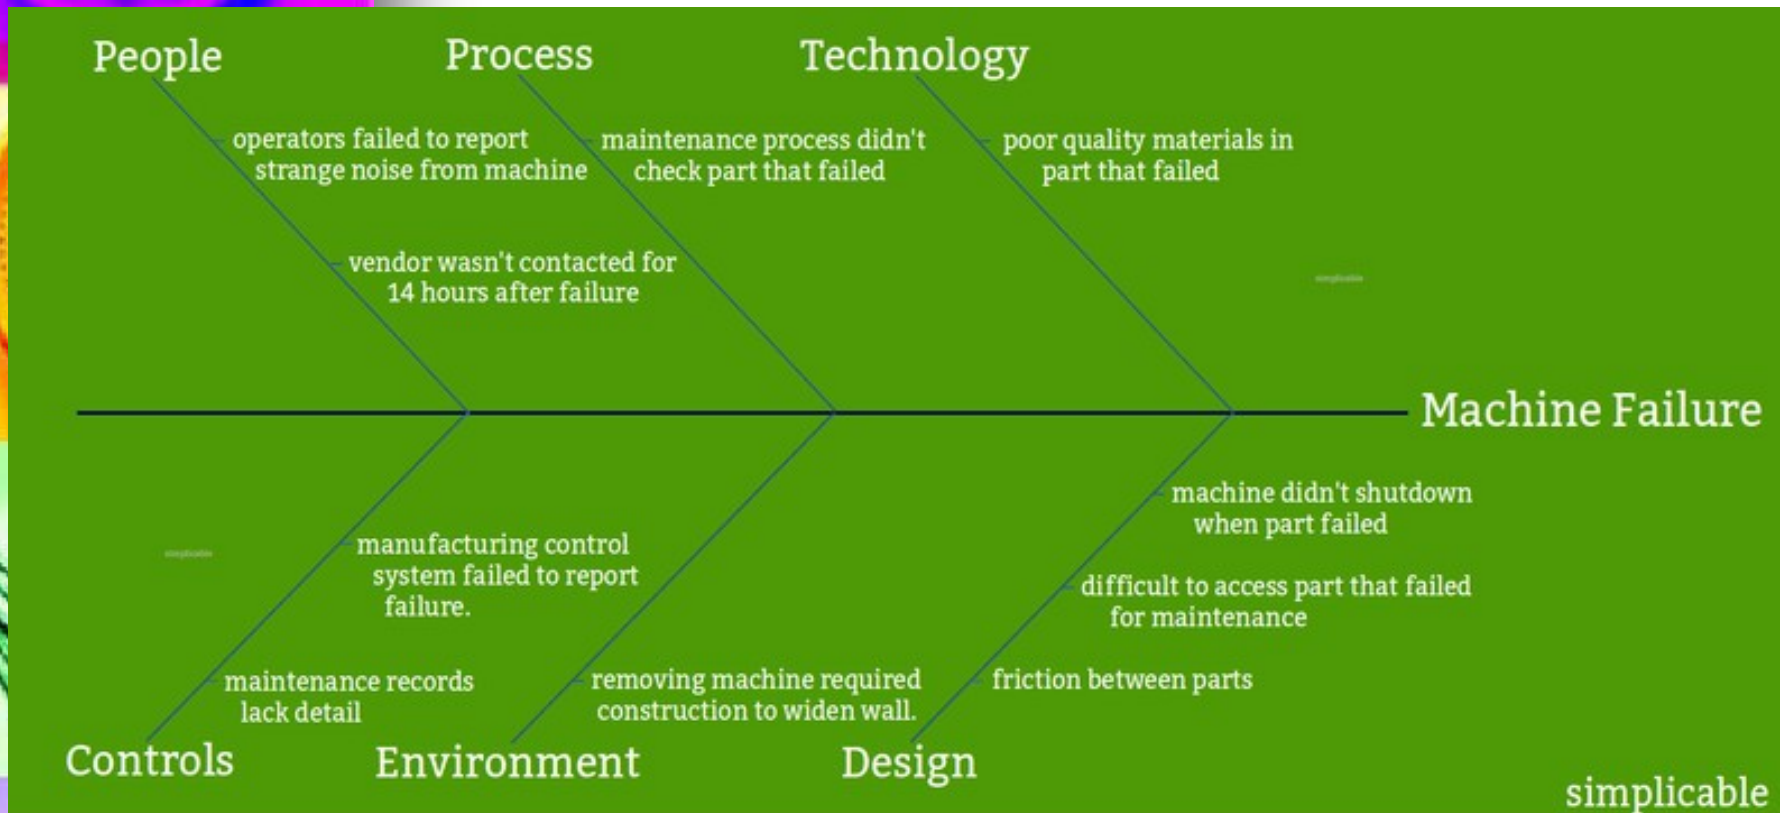 People
Process
Technology
operators failed to report
strange noise from machine
maintenance process didn't
check part that failed
poor quality materials in
part that failed
vendor wasn't contacted for
14 hours after failure
simplicable
Machine Failure
machine didn't shutdown
when part failed
manufacturing control
system failed to report
failure.
simplicable
difficult to access part that failed
for maintenance
maintenance records
lack detail
removing machine required
construction to widen wall.
friction between parts
Controls
Environment
Design
simplicable